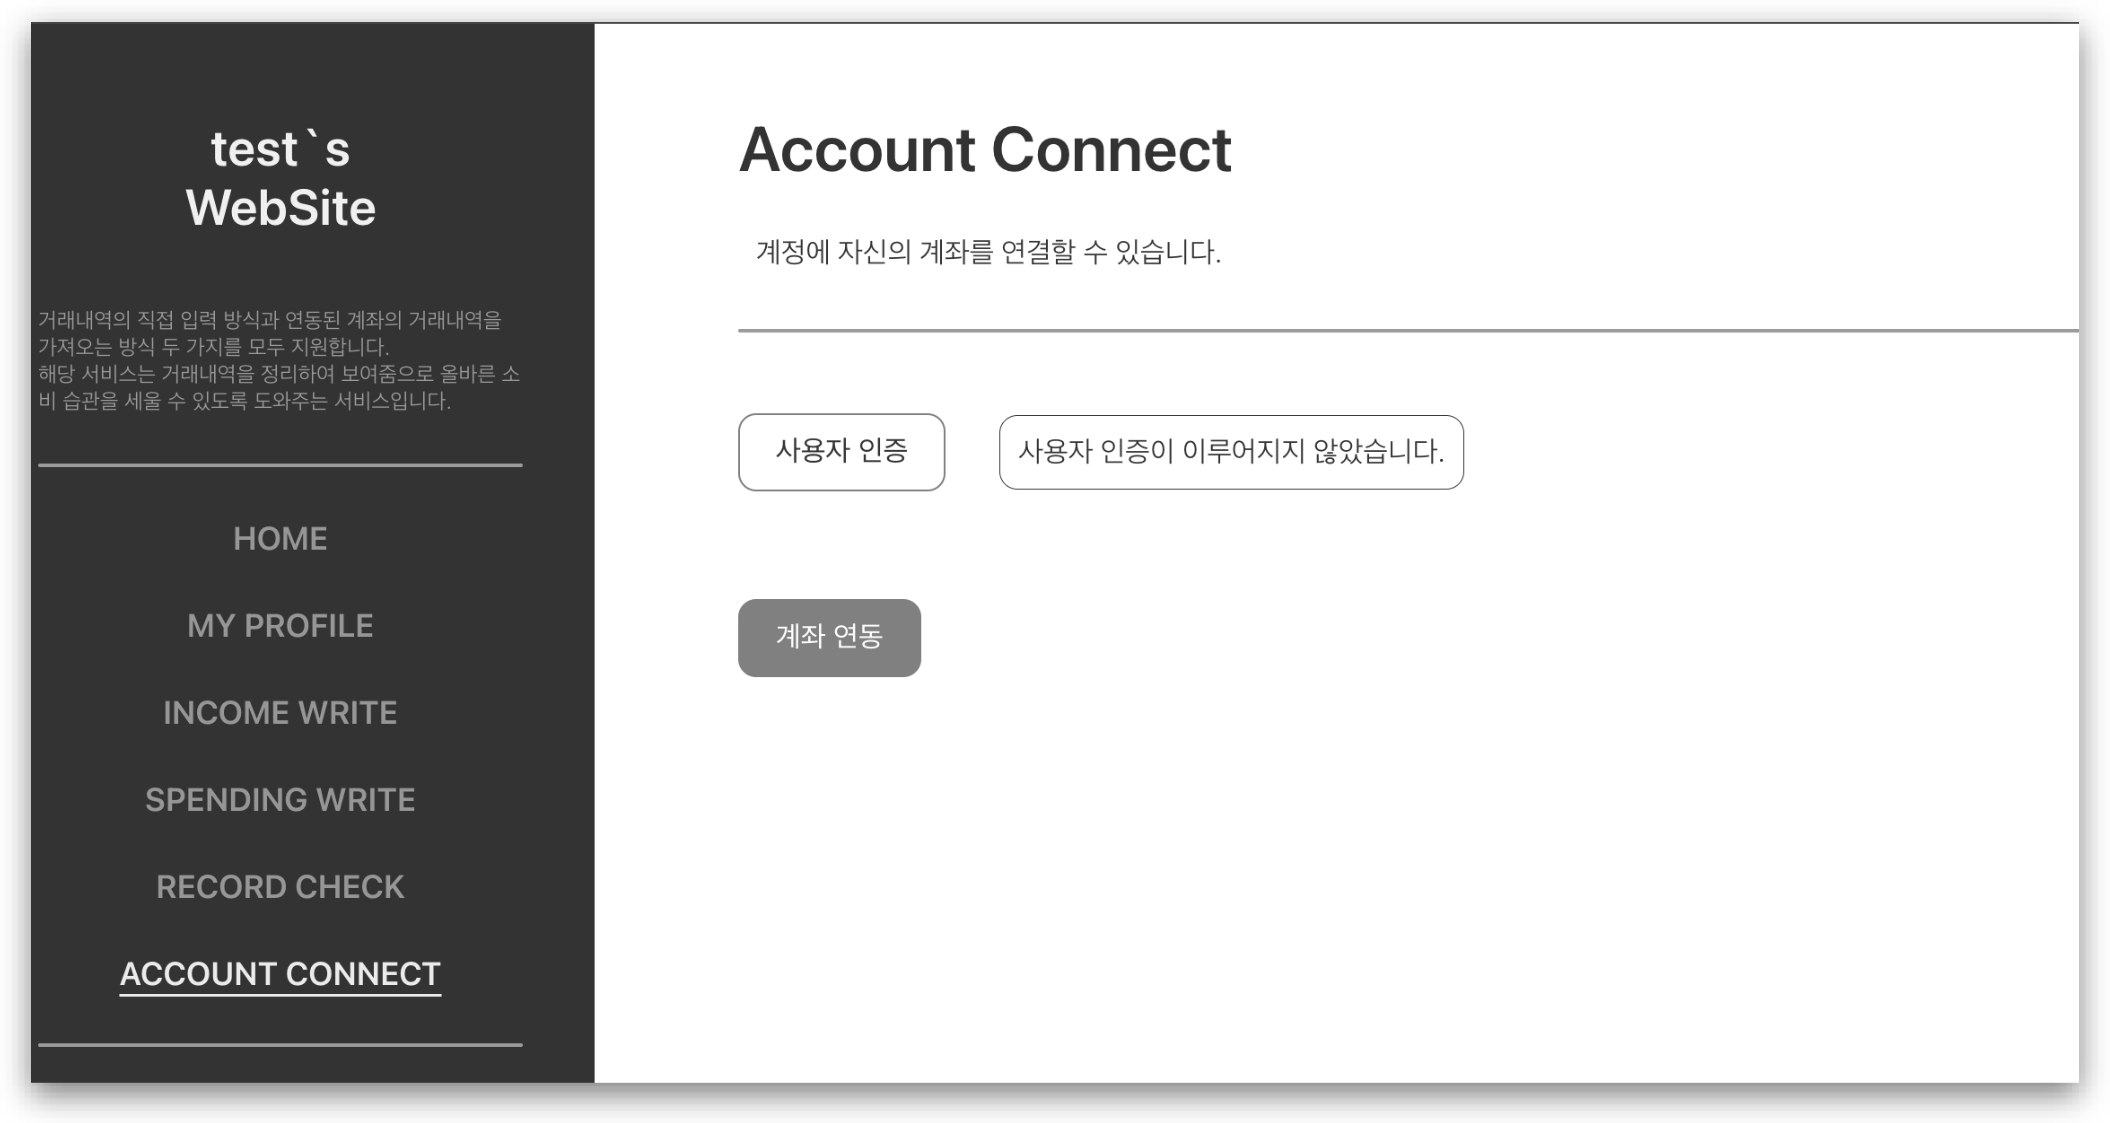 test`s
WebSite
거래내역의 직접 입력 방식과 연동된 계좌의 거래내역을
가져오는 방식 두 가지를 모두 지원합니다.
해당 서비스는 거래내역을 정리하여 보여줌으로 올바른 소
비 습관을 세울 수 있도록 도와주는 서비스입니다.
HOME
MY PROFILE
INCOME WRITE
SPENDING WRITE
RECORD CHECK
ACCOUNT CONNECT
Account Connect
계정에 자신의 계좌를 연결할 수 있습니다.
사용자 인증
사용자 인증이 이루어지지 않았습니다.
계좌 연동